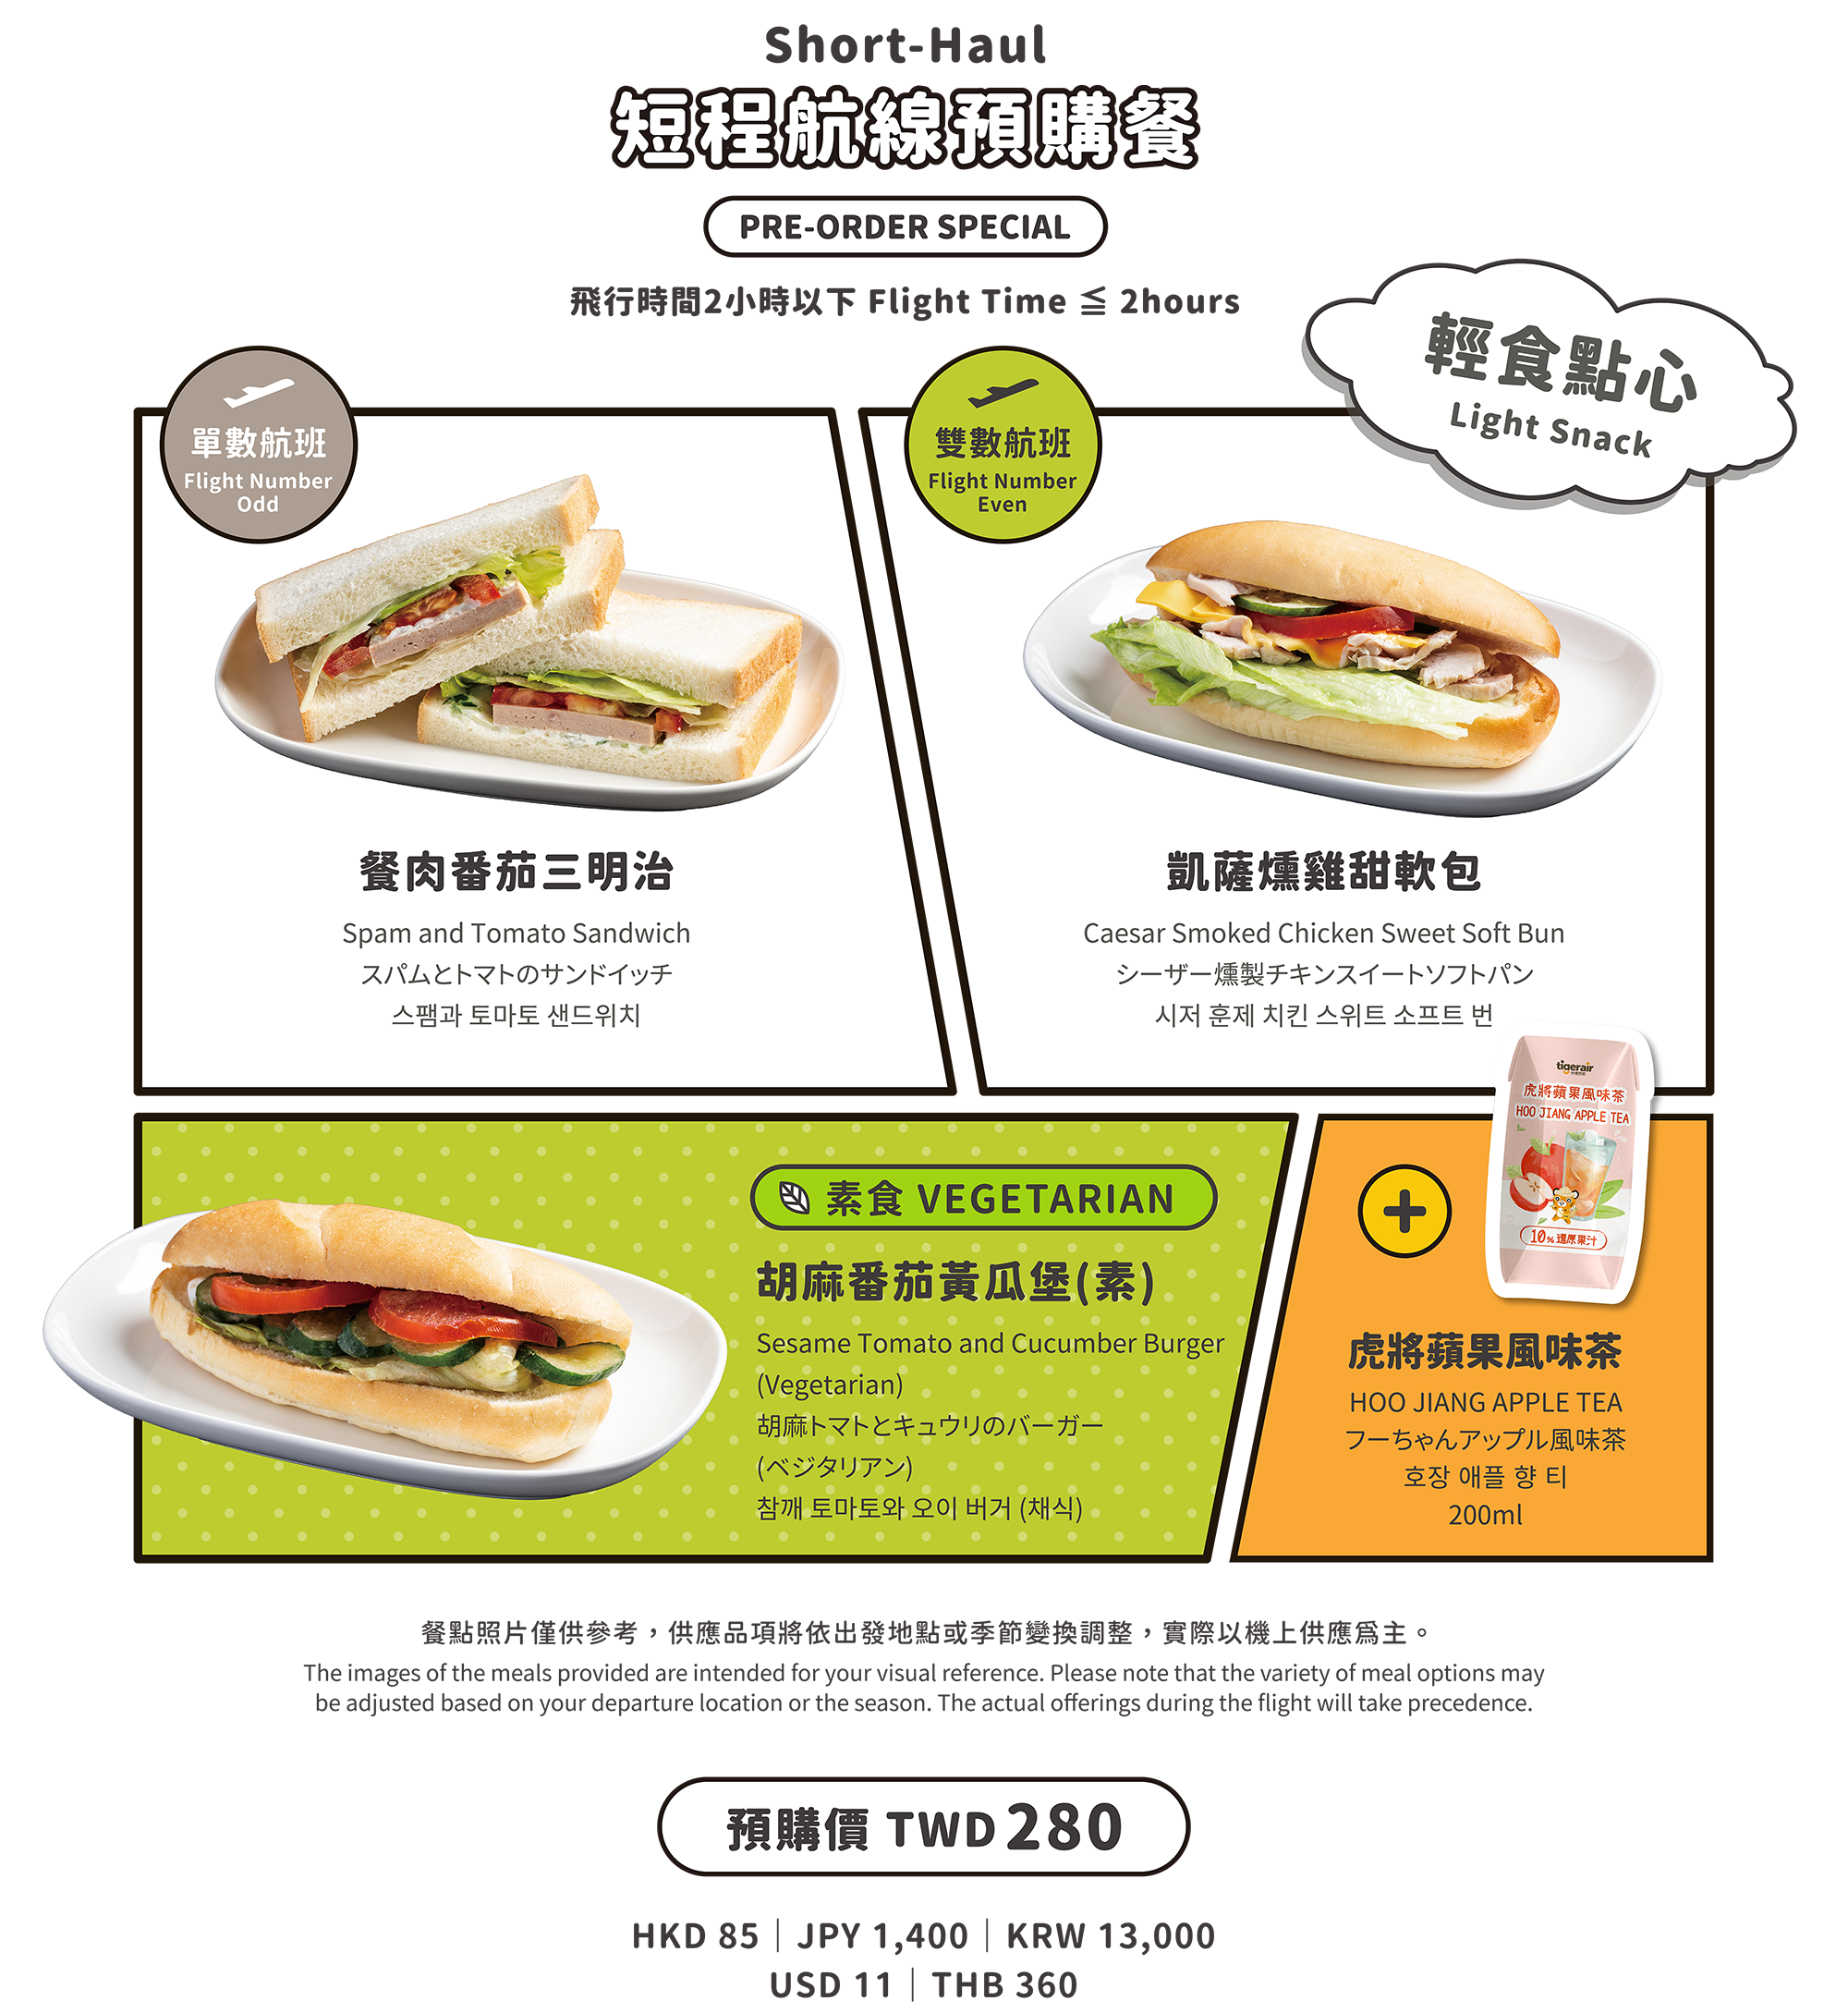 Short-Haul
短程航線預購餐
PRE-ORDER SPECIAL
飛行時間2小時以下 Flight Time ≦ 2hours
輕食點心
Light Snack
單數航班
Flight Number
Odd
雙數航班
Flight Number
Even
餐肉番茄三明治
Spam and Tomato Sandwich
スパムとトマトのサンドイッチ
스팸과 토마토 샌드위치
凱薩燻雞甜軟包
Caesar Smoked Chicken Sweet Soft Bun
シーザー燻製チキンスイートソフトパン
시저 훈제 치킨 스위트 소프트 번
素食 VEGETARIAN
胡麻番茄黃瓜堡(素)
Sesame Tomato and Cucumber Burger
(Vegetarian)
胡麻トマトとキュウリのバーガー
(ベジタリアン)
참깨 토마토와 오이 버거 (채식)
tigerair
虎將蘋果風味茶
HOO JIANG APPLE TEA
10% 還原果汁
+
虎將蘋果風味茶
HOO JIANG APPLE TEA
フーちゃんアップル風味茶
호장 애플 향 티
200ml
餐點照片僅供參考，供應品項將依出發地點或季節變換調整，實際以機上供應為主。
The images of the meals provided are intended for your visual reference. Please note that the variety of meal options may
be adjusted based on your departure location or the season. The actual offerings during the flight will take precedence.
預購價 TWD 280
HKD 85｜JPY 1,400｜KRW 13,000
USD 11｜THB 360